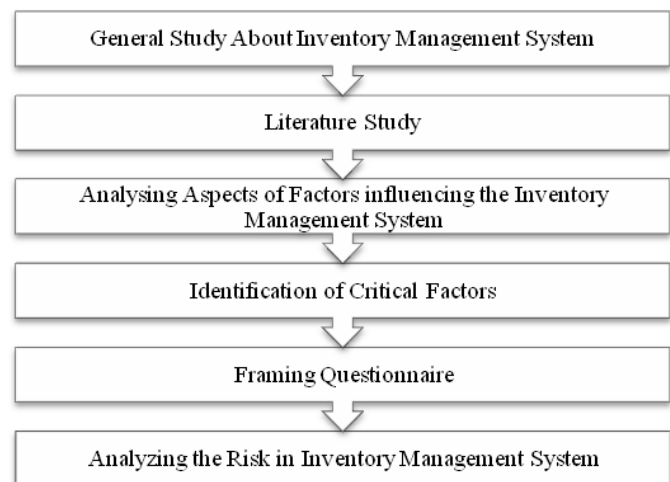 General Study About Inventory Management System
Literature Study
Analysing Aspects of Factors influencing the Inventory
Management System
Identification of Critical Factors
Framing Questionnaire
Analyzing the Risk in Inventory Management System